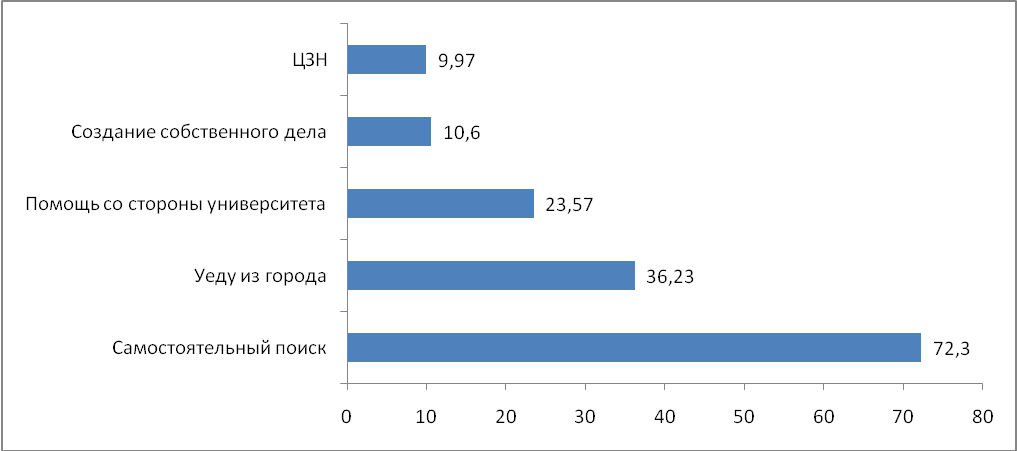 ЦЗН
9,97
Создание собственного дела
10,6
Помощь со стороны университета
23,57
Уеду из города
36,23
Самостоятельный поиск
72,3
0 10 20 30 40 50 60 70 80